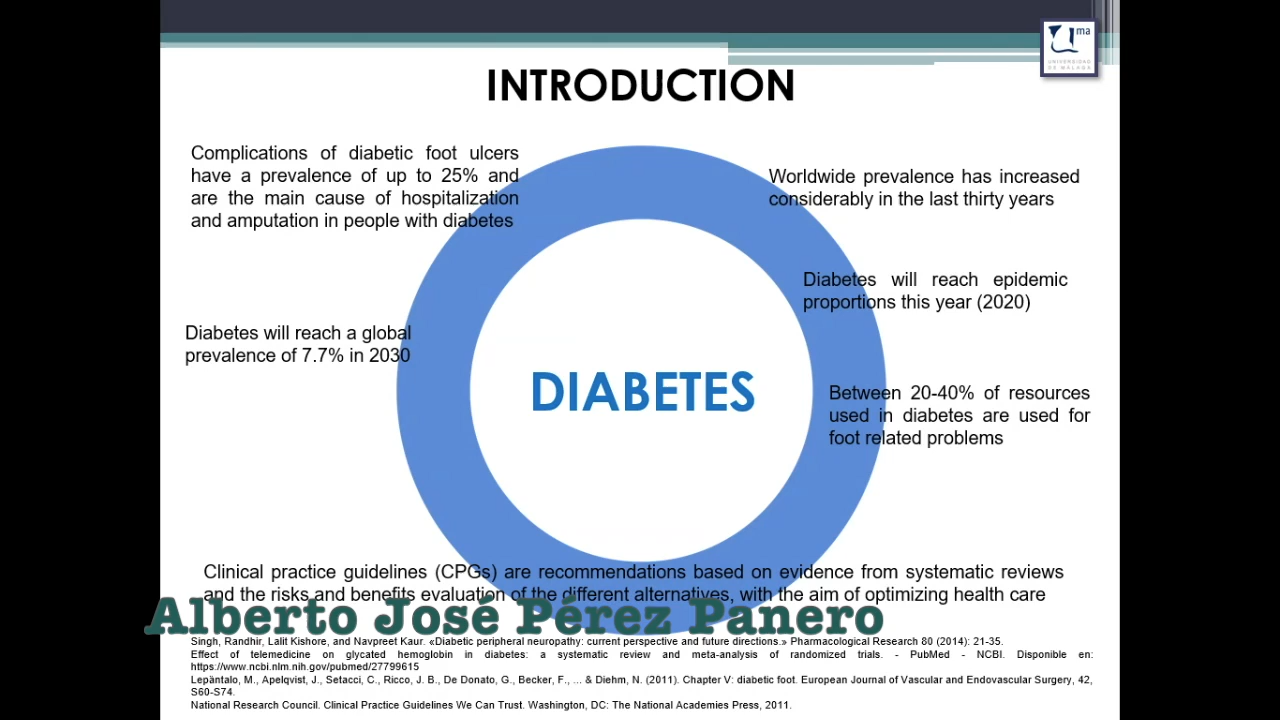 ma
UNIVERSIDAD
DE MÁLAGA
INTRODUCTION
Complications of diabetic foot ulcers
have a prevalence of up to 25% and
are the main cause of hospitalization
and amputation in people with diabetes
Worldwide prevalence has increased
considerably in the last thirty years
Diabetes will reach epidemic
proportions this year (2020)
Diabetes will reach a global
prevalence of 7.7% in 2030
DIABETES
Between 20-40% of resources
used in diabetes are used for
foot related problems
Clinical practice guidelines (CPGs) are recommendations based on evidence from systematic reviews
and the risks and benefits evaluation of the different alternatives, with the aim of optimizing health care
Alberto José Pérez Panero
Singh, Randhir, Lalit Kishore, and Navpreet Kaur. «Diabetic peripheral neuropathy: current perspective and future directions.» Pharmacological Research 80 (2014): 21-35.
Effect of telemedicine on glycated hemoglobin in diabetes: a systematic review and meta-analysis of randomized trials. - PubMed - NCBI. Disponible en:
https://www.ncbi.nlm.nih.gov/pubmed/27799615
Lepäntalo, M., Apelqvist, J., Setacci, C., Ricco, J. B., De Donato, G., Becker, F., ... & Diehm, N. (2011). Chapter V: diabetic foot. European Journal of Vascular and Endovascular Surgery, 42,
S60-S74.
National Research Council. Clinical Practice Guidelines We Can Trust. Washington, DC: The National Academies Press, 2011.